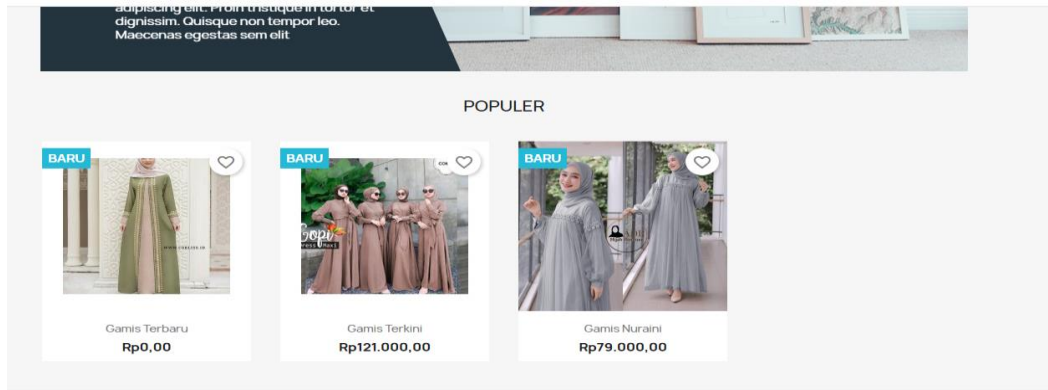 adipiscing elit. Proin tristique in tortor et
dignissim. Quisque non tempor leo.
Maecenas egestas sem elit
POPULER
BARU
BARU
BARU
Gopi
Gamis Terbaru
Rp0,00
Gamis Terkini
Rp121.000,00
Gamis Nuraini
Rp79.000,00